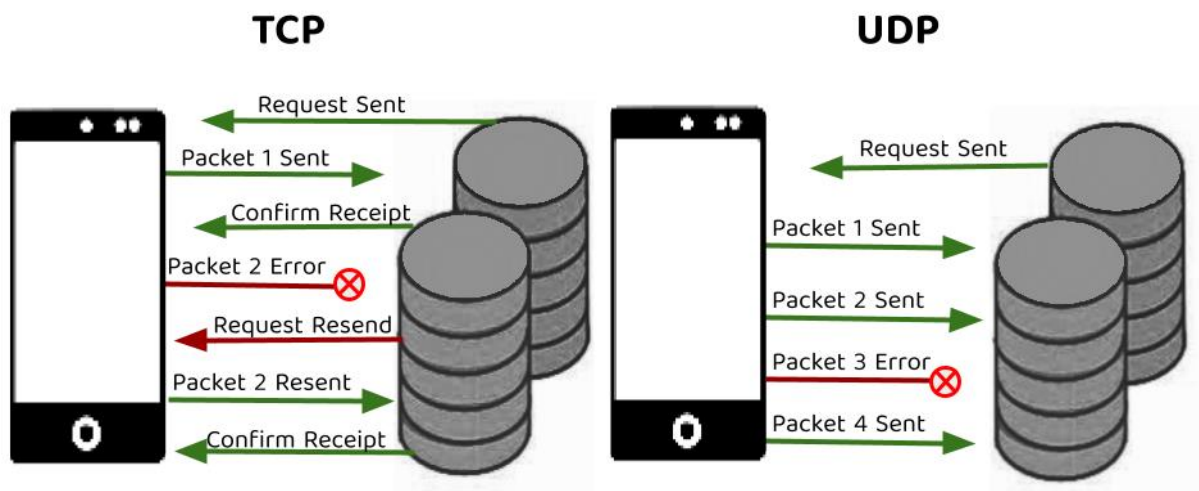 TCP
Request Sent
Packet 1 Sent
Confirm Receipt
Packet 2 Error
Request Resend
Packet 2 Resent
Confirm Receipt
UDP
Request Sent
Packet 1 Sent
Packet 2 Sent
Packet 3 Error
Packet 4 Sent